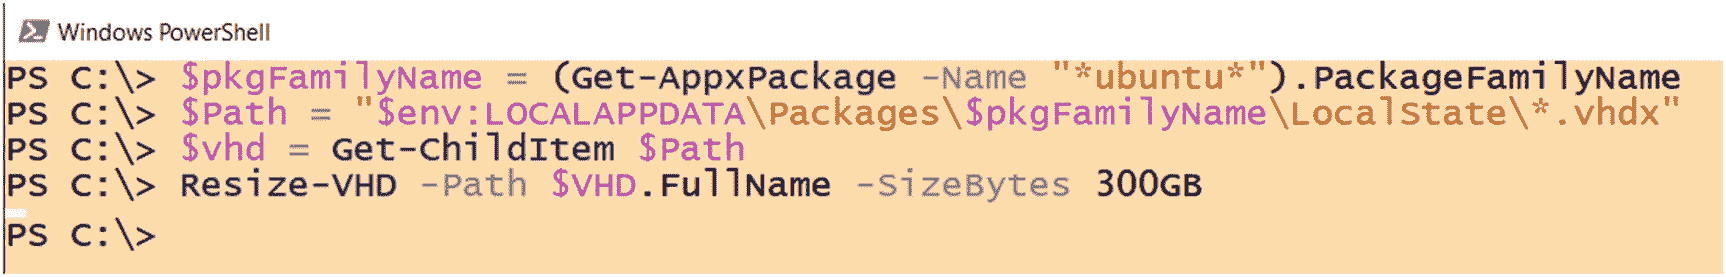 Windows PowerShell
PS C:\> $pkgFamilyName = (Get-AppxPackage -Name "*ubuntu*").PackageFamilyName
PS C:\> $Path = "$env:LOCALAPPDATA\Packages\$pkgFamilyName\LocalState\*.vhdx"
PS C:\> $vhd = Get-ChildItem $Path
PS C:\> Resize-VHD -Path $VHD.FullName -SizeBytes 300GB
PS C:\>